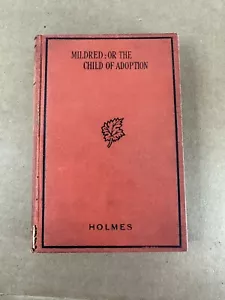 MILDRED; OR THE
CHILD OF ADOPTION
HOLMES